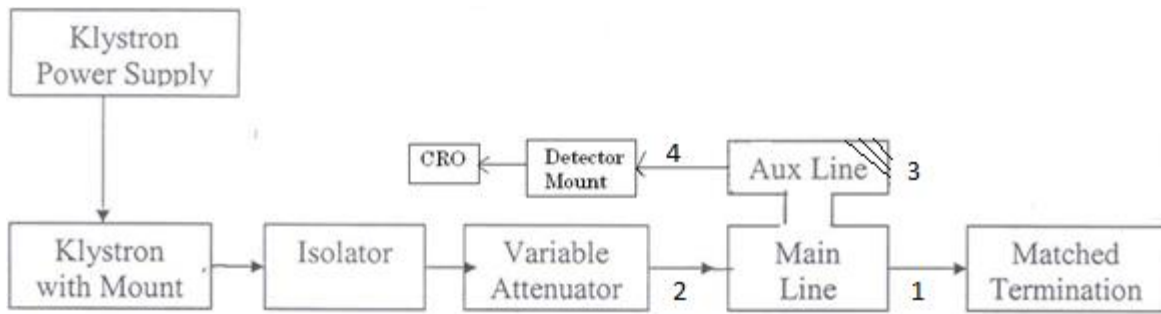 Klystron
Power Supply
CRO
Detector
Mount
4
Aux Line
3
Klystron
with Mount
Isolator
Variable
Attenuator
2
Main
Line
1
Matched
Termination